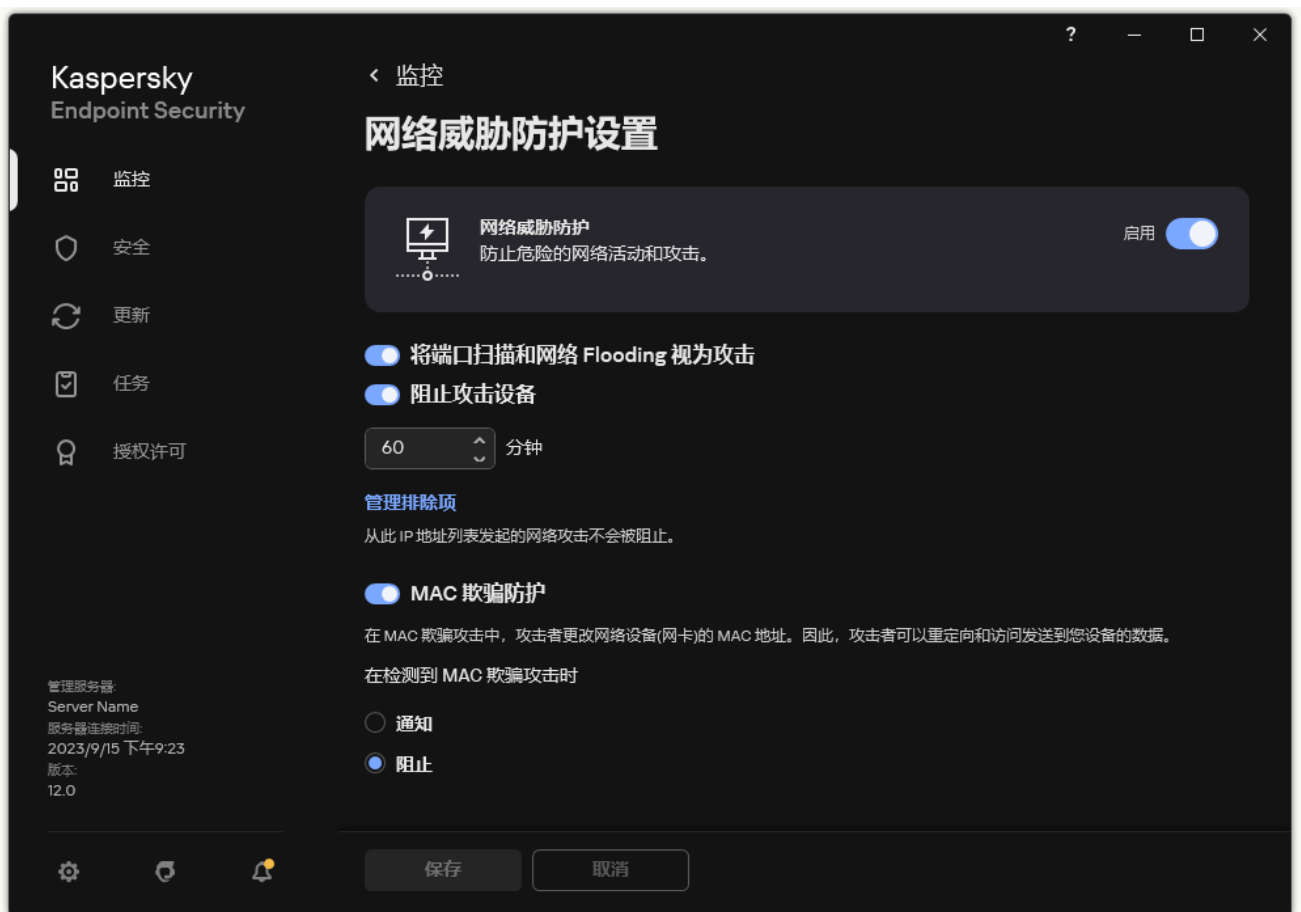 ?
Kaspersky
Endpoint Security
监控
安全
更新
任务
授权许可
管理服务器:
Server Name
服务器连接时间:
2023/9/15 下午9:23
版本:
12.0
监控
网络威胁防护设置
网络威胁防护
防止危险的网络活动和攻击。
启用
将端口扫描和网络 Flooding 视为攻击
阻止攻击设备
60 分钟
管理排除项
从此 IP 地址列表发起的网络攻击不会被阻止。
MAC 欺骗防护
在 MAC 欺骗攻击中，攻击者更改网络设备(网卡)的 MAC 地址。因此，攻击者可以重定向和访问发送到您设备的数据。
在检测到 MAC 欺骗攻击时
通知
阻止
保存 取消